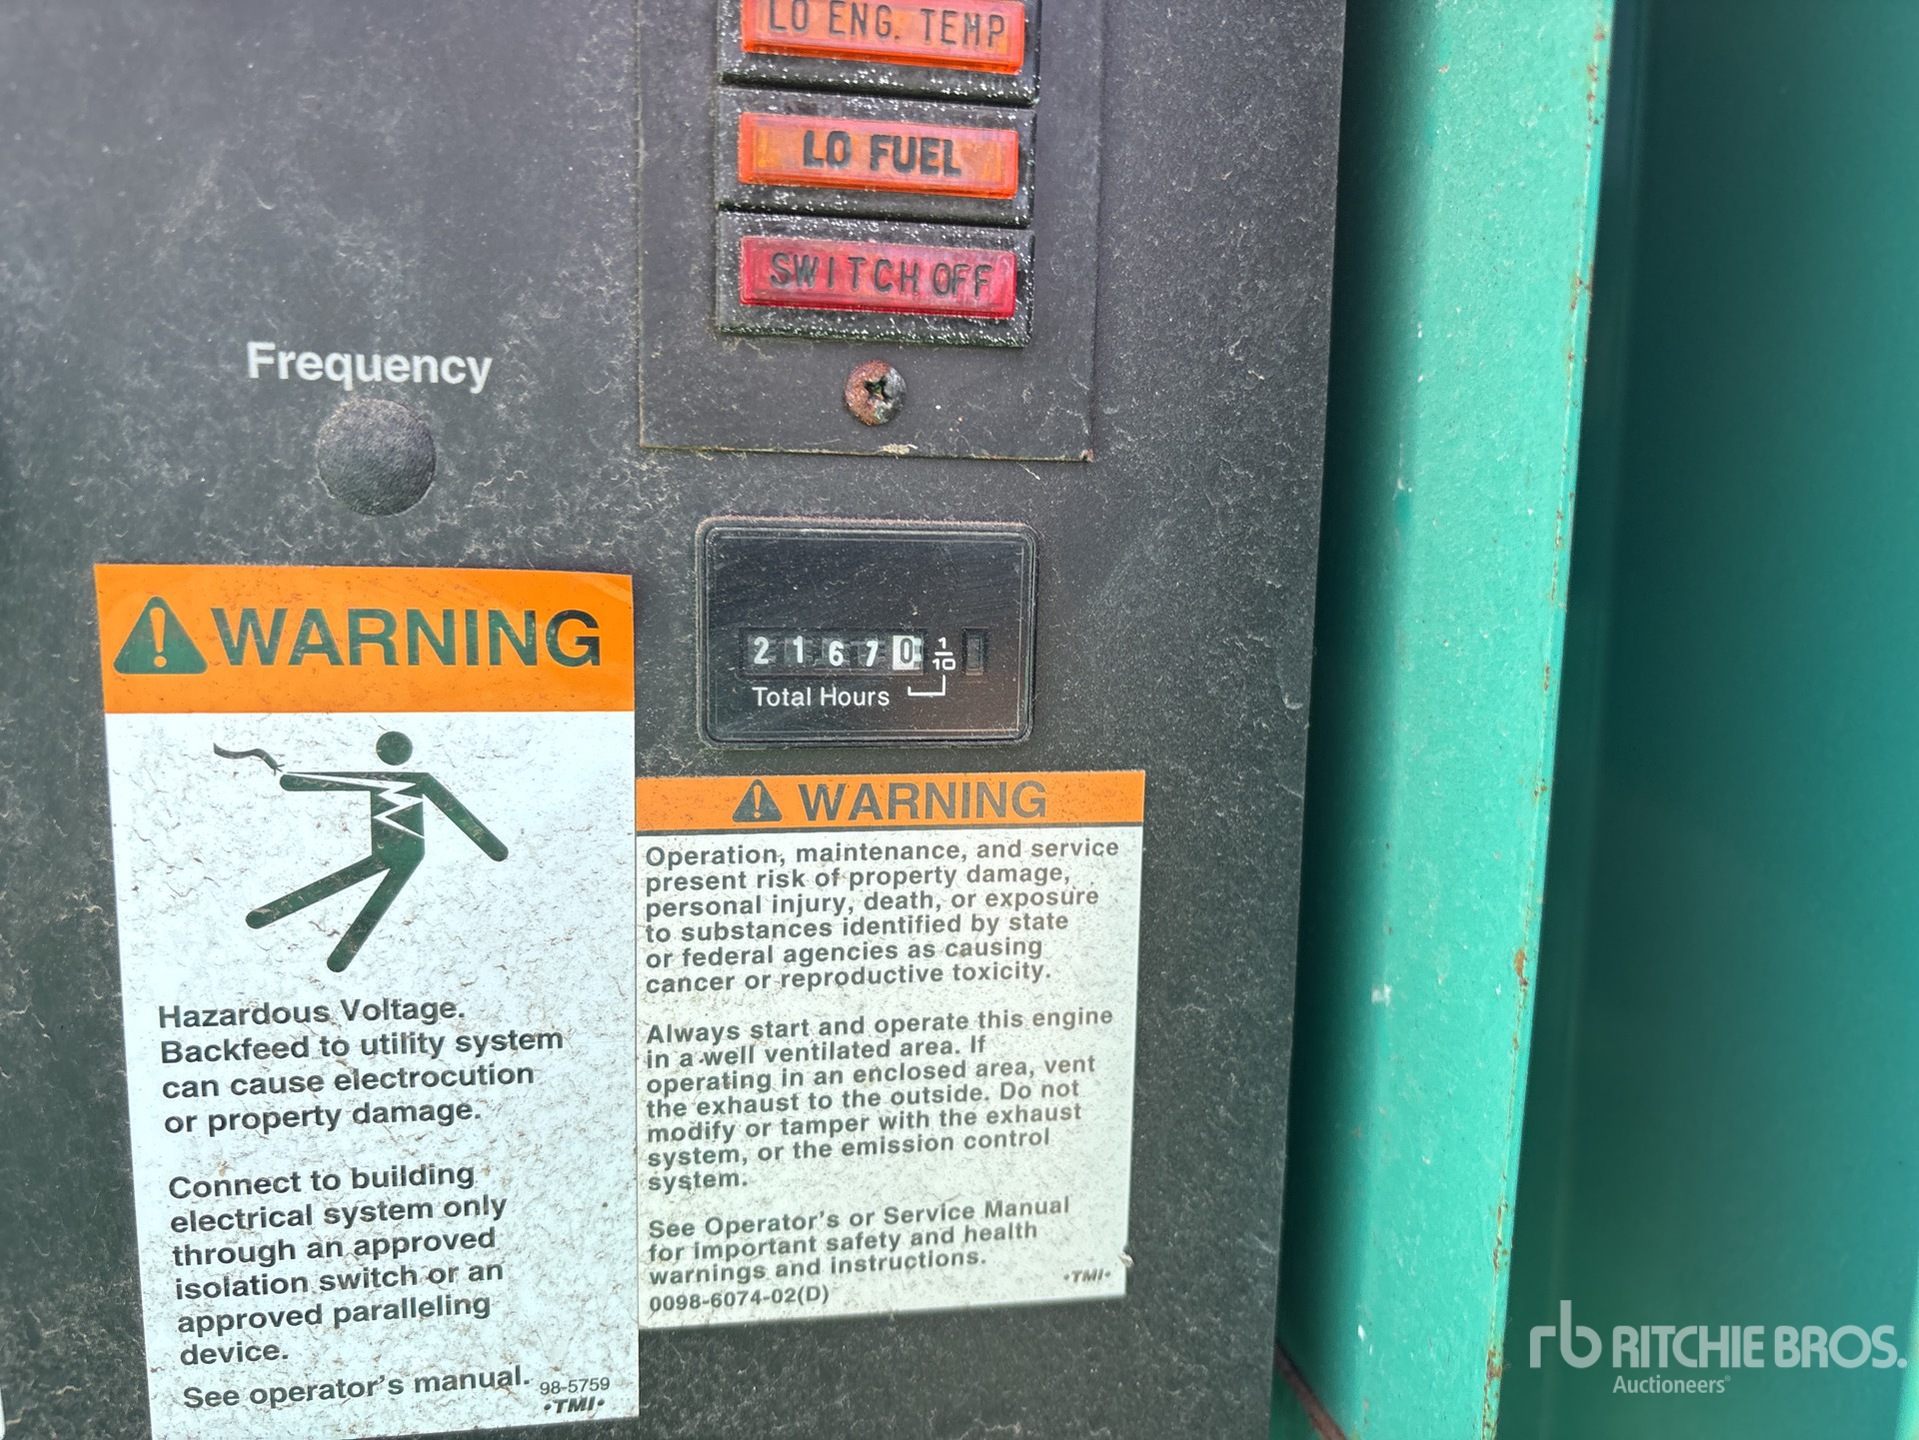 LO ENG. TEMP
LO FUEL
SWITCH OFF
Frequency
21670 1/10
Total Hours
WARNING
Hazardous Voltage.
Backfeed to utility system
can cause electrocution
or property damage.
Connect to building
electrical system only
through an approved
isolation switch or an
approved paralleling
device.
See operator's manual.
98-5759
•TMI•
WARNING
Operation, maintenance, and service
present risk of property damage,
personal injury, death, or exposure
to substances identified by state
or federal agencies as causing
cancer or reproductive toxicity.
Always start and operate this engine
in a well ventilated area. If
operating in an enclosed area, vent
the exhaust to the outside. Do not
modify or tamper with the exhaust
system, or the emission control
system.
See Operator's or Service Manual
for important safety and health
warnings and instructions.
0098-6074-02(D)
•TMI•
rb RITCHIE BROS.
Auctioneers®